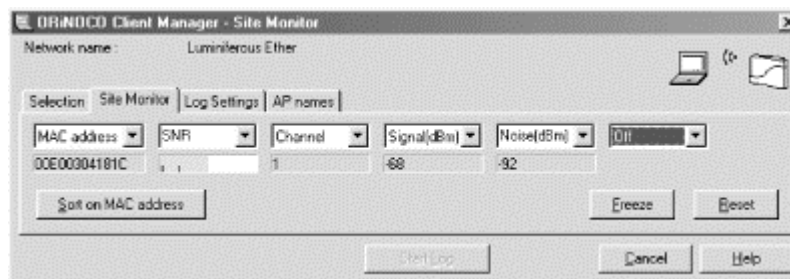 ORiNOCO Client Manager - Site Monitor
Network name : Luminiferous Ether
Selection Site Monitor Log Settings AP names
MAC address SNR Channel Signal(dBm) Noise(dBm) Off
00E00304181C 1 -68 -92
Sort on MAC address Freeze Reset
Start Log Cancel Help